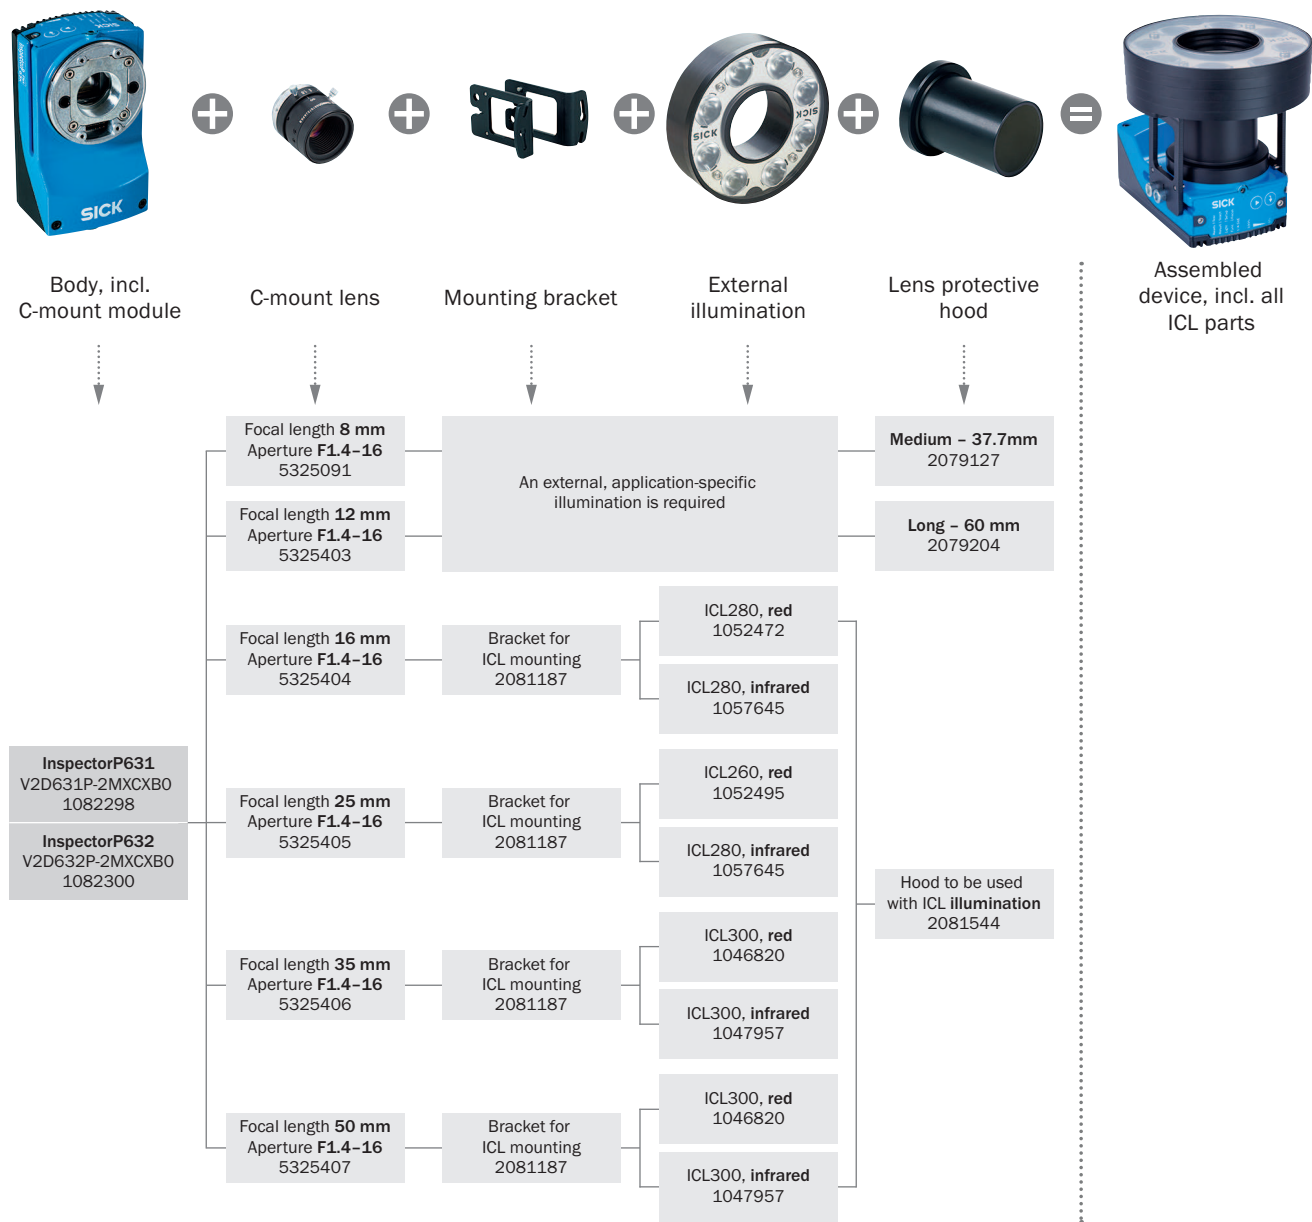 SICK
SICK
SICK
SICK
Body, incl.
C-mount module
C-mount lens
Mounting bracket
External
illumination
Lens protective
hood
Assembled
device, incl. all
ICL parts
Focal length 8 mm
Aperture F1.4–16
5325091
An external, application-specific
illumination is required
Medium – 37.7mm
2079127
Focal length 12 mm
Aperture F1.4–16
5325403
Long – 60 mm
2079204
Focal length 16 mm
Aperture F1.4–16
5325404
Bracket for
ICL mounting
2081187
ICL280, red
1052472
ICL280, infrared
1057645
InspectorP631
V2D631P-2MXCXB0
1082298
InspectorP632
V2D632P-2MXCXB0
1082300
Focal length 25 mm
Aperture F1.4–16
5325405
Bracket for
ICL mounting
2081187
ICL260, red
1052495
ICL280, infrared
1057645
Hood to be used
with ICL illumination
2081544
Focal length 35 mm
Aperture F1.4–16
5325406
Bracket for
ICL mounting
2081187
ICL300, red
1046820
ICL300, infrared
1047957
Focal length 50 mm
Aperture F1.4–16
5325407
Bracket for
ICL mounting
2081187
ICL300, red
1046820
ICL300, infrared
1047957